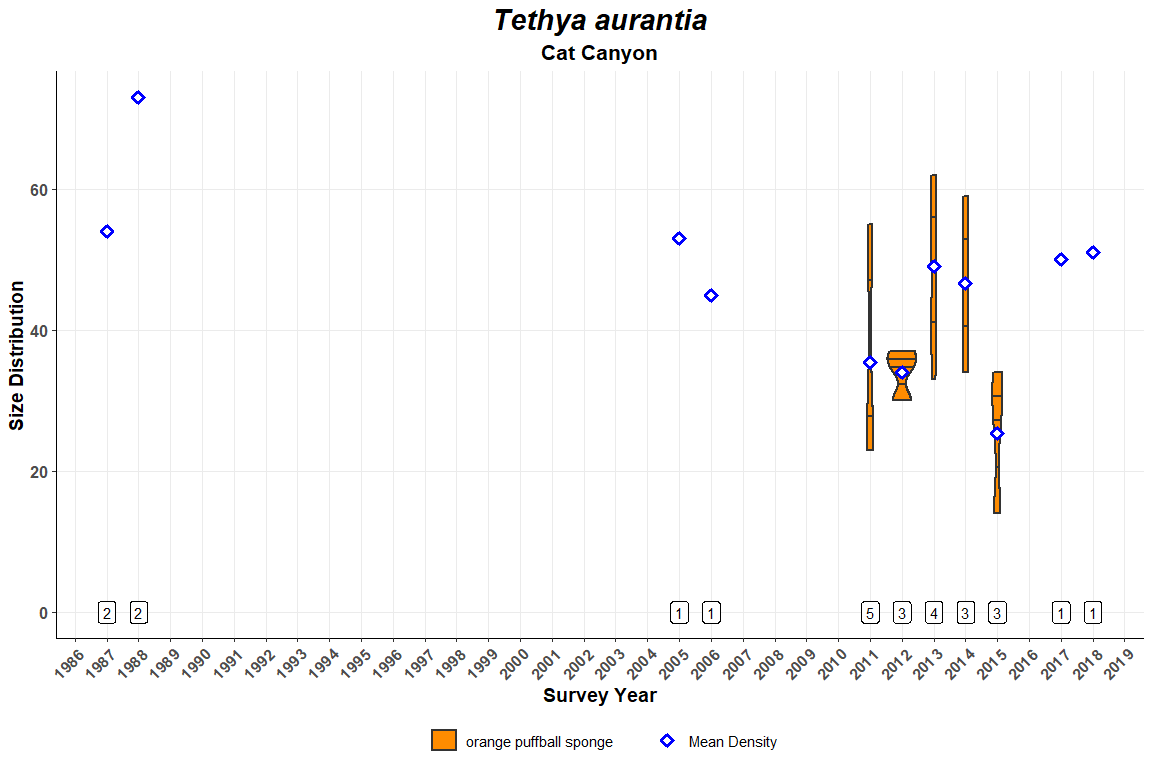 Tethya aurantia
Cat Canyon
Size Distribution
60
40
20
0
2 2 1 1 5 3 4 3 3 1 1
1986 1987 1988 1989 1990 1991 1992 1993 1994 1995 1996 1997 1998 1999 2000 2001 2002 2003 2004 2005 2006 2007 2008 2009 2010 2011 2012 2013 2014 2015 2016 2017 2018 2019
Survey Year
orange puffball sponge Mean Density